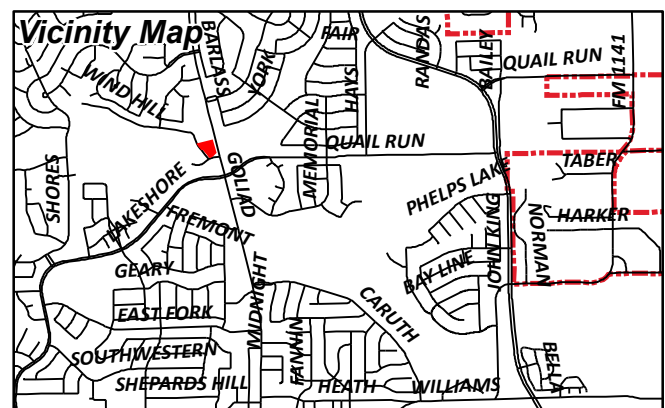 Vicinity Map
BARLASS
FAIR
RANDAS
BAILEY
QUAIL RUN
FM 1141
WIND HILL
YORK
HAYS
MEMORIAL
QUAIL RUN
TABER
SHORES
LAKESHORE
GOLIAD
PHELPS LAK
HARKER
FREMONT
NORMAN
GEARY
MIDNIGHT
BAY LINE
JOHN KING
EAST FORK
CARUTH
SOUTHWESTERN
FANNIN
BELLA
SHEPARDS HILL
HEATH
WILLIAMS